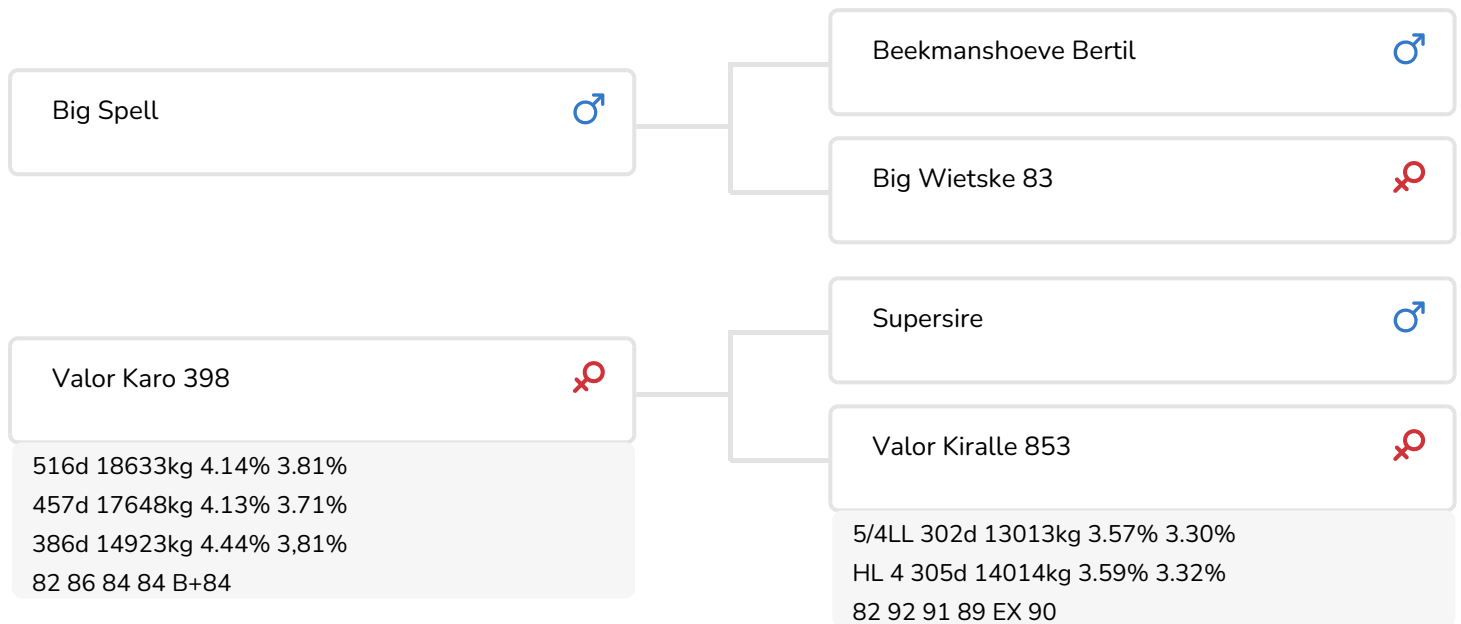 Big Spell
Beekmanshoeve Bertil
Big Wietske 83
Valor Karo 398
516d 18633kg 4.14% 3.81%
457d 17648kg 4.13% 3.71%
386d 14923kg 4.44% 3,81%
82 86 84 84 B+84
Supersire
Valor Kiralle 853
5/4LL 302d 13013kg 3.57% 3.30%
HL 4 305d 14014kg 3.59% 3.32%
82 92 91 89 EX 90